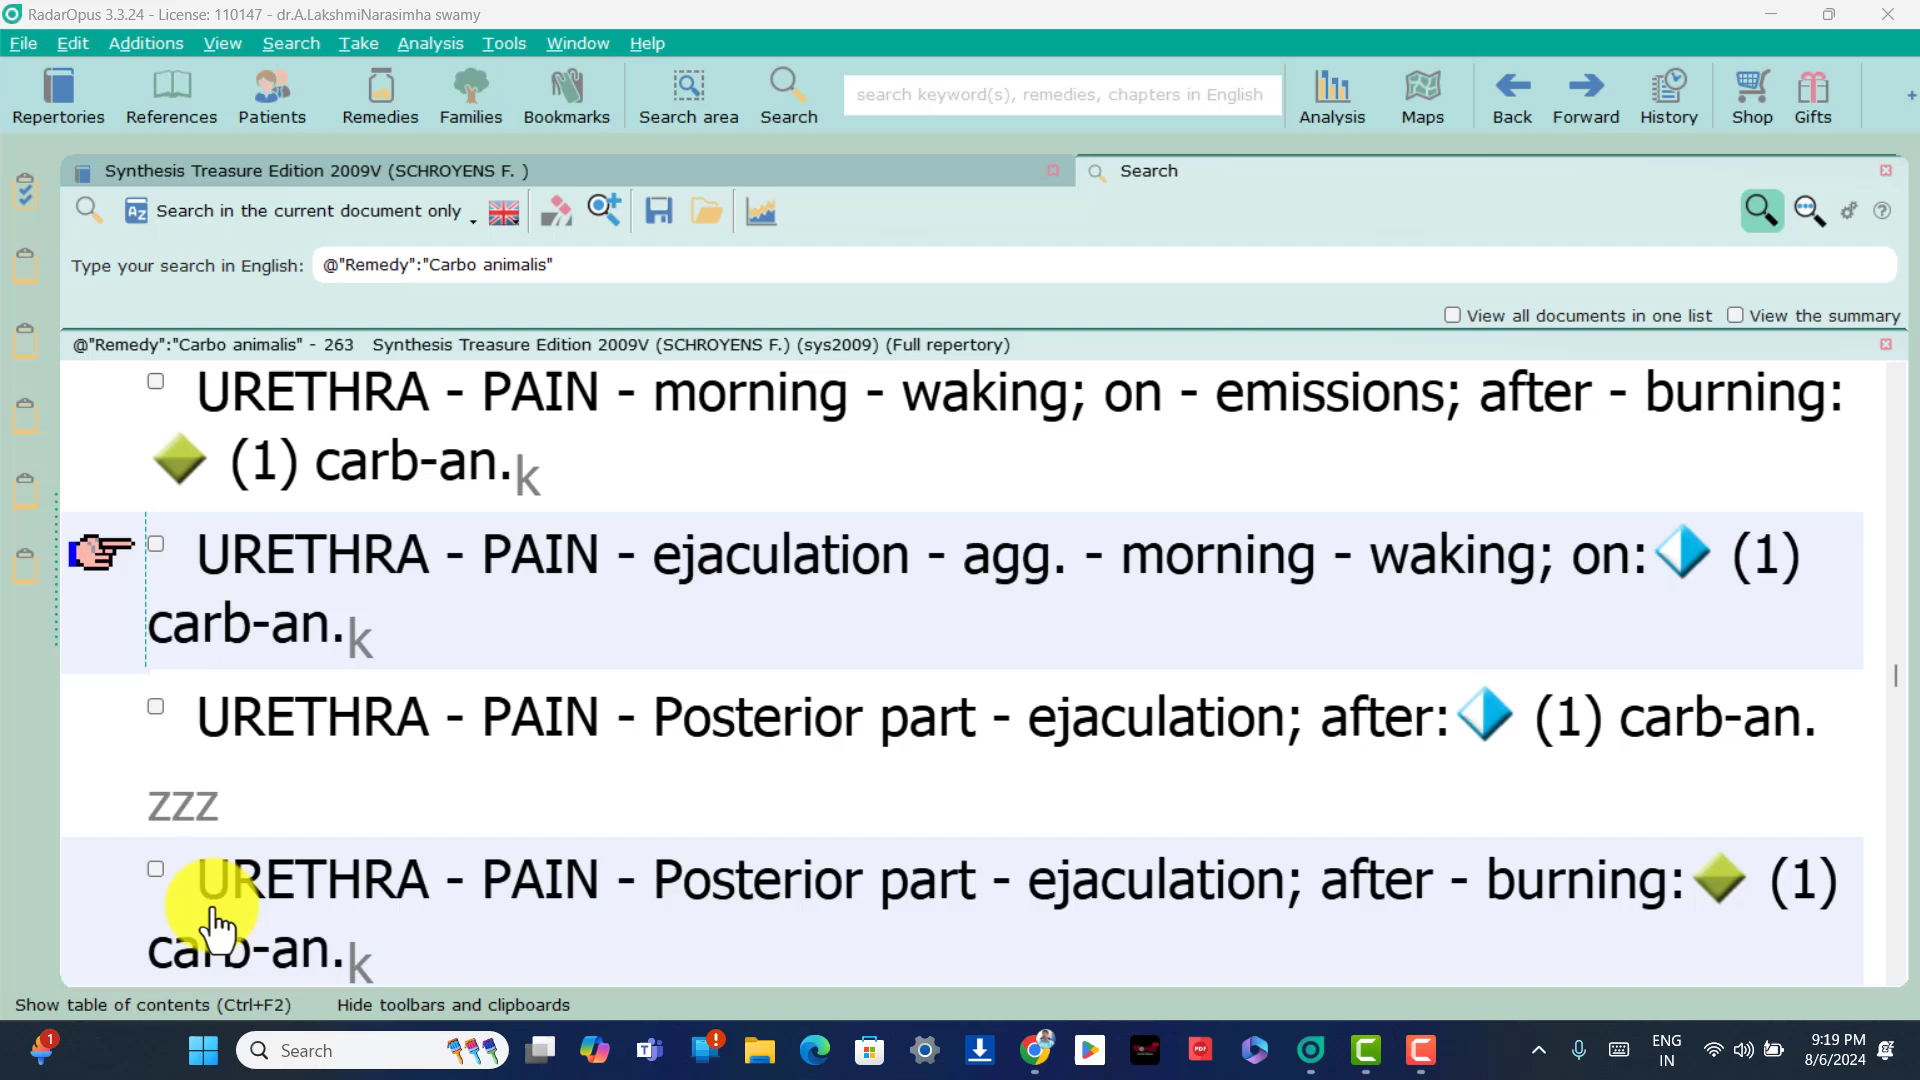 RadarOpus 3.3.24 - License: 110147 - dr.A.LakshmiNarasimha swamy
File Edit Additions View Search Take Analysis Tools Window Help
Repertories References Patients Remedies Families Bookmarks Search area Search search keyword(s), remedies, chapters in English Analysis Maps Back Forward History Shop Gifts
Synthesis Treasure Edition 2009V (SCHROYENS F. ) Search
Search in the current document only
Type your search in English: @"Remedy":"Carbo animalis"
View all documents in one list View the summary
@"Remedy":"Carbo animalis" - 263 Synthesis Treasure Edition 2009V (SCHROYENS F.) (sys2009) (Full repertory)
URETHRA - PAIN - morning - waking; on - emissions; after - burning:
(1) carb-an.k
URETHRA - PAIN - ejaculation - agg. - morning - waking; on: (1)
carb-an.k
URETHRA - PAIN - Posterior part - ejaculation; after: (1) carb-an.
zzz
URETHRA - PAIN - Posterior part - ejaculation; after - burning: (1)
carb-an.k
Show table of contents (Ctrl+F2) Hide toolbars and clipboards
1 Search ENG 9:19 PM
IN 8/6/2024